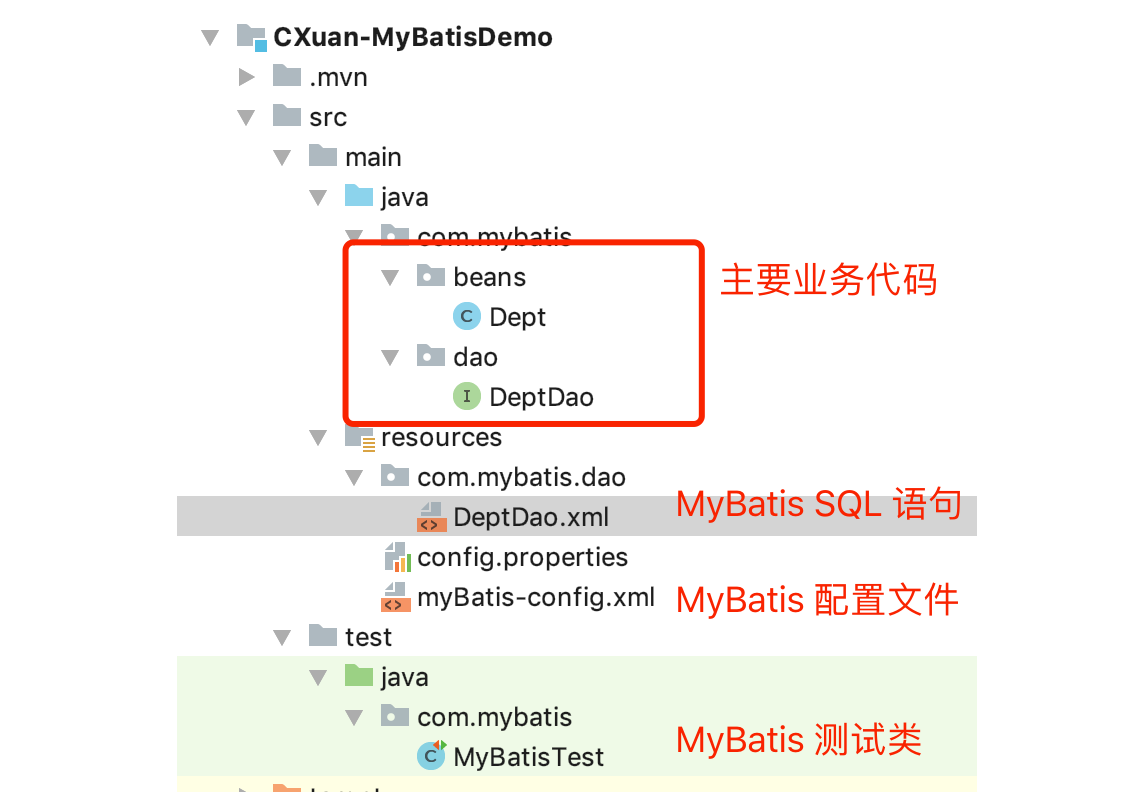 CXuan-MyBatisDemo
.mvn
src
main
java
com.mybatis
beans
主要业务代码
Dept
dao
DeptDao
resources
com.mybatis.dao
DeptDao.xml
MyBatis SQL 语句
config.properties
myBatis-config.xml
MyBatis 配置文件
test
java
com.mybatis
MyBatisTest
MyBatis 测试类